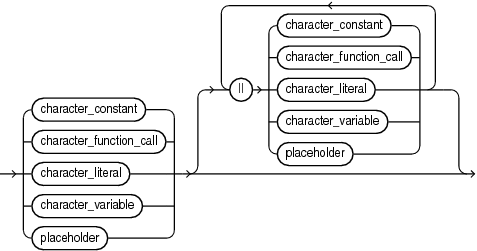 character_constant
character_function_call
||
character_literal
character_variable
placeholder
character_constant
character_function_call
character_literal
character_variable
placeholder